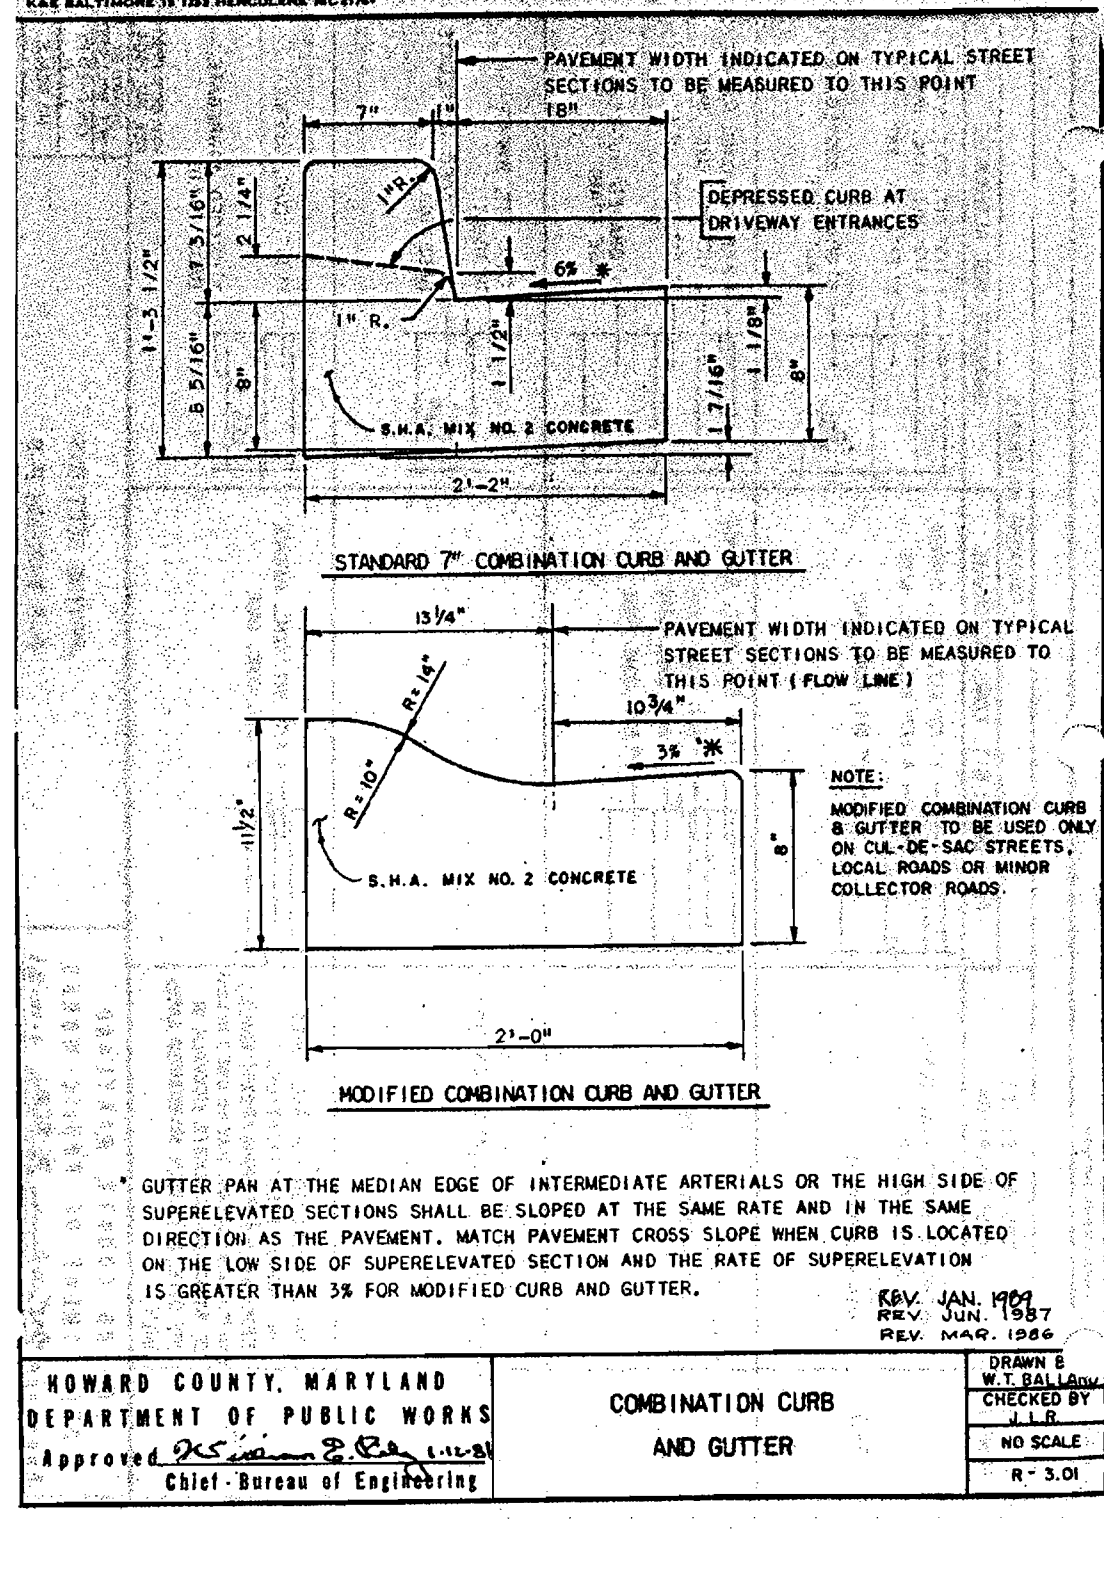 PAVEMENT WIDTH INDICATED ON TYPICAL STREET
SECTIONS TO BE MEASURED TO THIS POINT
7" 1" 18"
1"R.
DEPRESSED CURB AT
DRIVEWAY ENTRANCES
1'-3 1/2"
7 3/16"
2 1/4"
6% *
1" R.
8 5/16"
8"
1 1/2"
1 7/16"
1 1/8"
8"
S.H.A. MIX NO. 2 CONCRETE
2'-2"
STANDARD 7" COMBINATION CURB AND GUTTER
13 1/4"
PAVEMENT WIDTH INDICATED ON TYPICAL
STREET SECTIONS TO BE MEASURED TO
THIS POINT (FLOW LINE)
R=14"
10 3/4"
3% *
R=10"
11 1/2"
8"
NOTE:
MODIFIED COMBINATION CURB
& GUTTER TO BE USED ONLY
ON CUL-DE-SAC STREETS,
LOCAL ROADS OR MINOR
COLLECTOR ROADS.
S.H.A. MIX NO. 2 CONCRETE
2'-0"
MODIFIED COMBINATION CURB AND GUTTER
* GUTTER PAN AT THE MEDIAN EDGE OF INTERMEDIATE ARTERIALS OR THE HIGH SIDE OF
SUPERELEVATED SECTIONS SHALL BE SLOPED AT THE SAME RATE AND IN THE SAME
DIRECTION AS THE PAVEMENT. MATCH PAVEMENT CROSS SLOPE WHEN CURB IS LOCATED
ON THE LOW SIDE OF SUPERELEVATED SECTION AND THE RATE OF SUPERELEVATION
IS GREATER THAN 3% FOR MODIFIED CURB AND GUTTER.
REV. JAN. 1989
REV. JUN. 1987
REV. MAR. 1986
HOWARD COUNTY, MARYLAND
DEPARTMENT OF PUBLIC WORKS
Approved
Chief-Bureau of Engineering
COMBINATION CURB
AND GUTTER
DRAWN B
W.T. BALLA
CHECKED BY
J.L.R.
NO SCALE
R-3.01